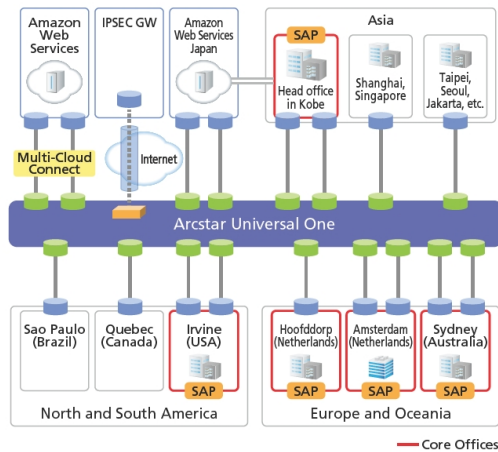 Amazon
Web
Services
IPSEC GW
Amazon
Web Services
Japan
Asia
SAP
Head office
in Kobe
Shanghai,
Singapore
Taipei,
Seoul,
Jakarta, etc.
Multi-Cloud
Connect
Internet
Arcstar Universal One
Sao Paulo
(Brazil)
Quebec
(Canada)
Irvine
(USA)
SAP
North and South America
Hoofddorp
(Netherlands)
SAP
Amsterdam
(Netherlands)
SAP
Sydney
(Australia)
SAP
Europe and Oceania
Core Offices